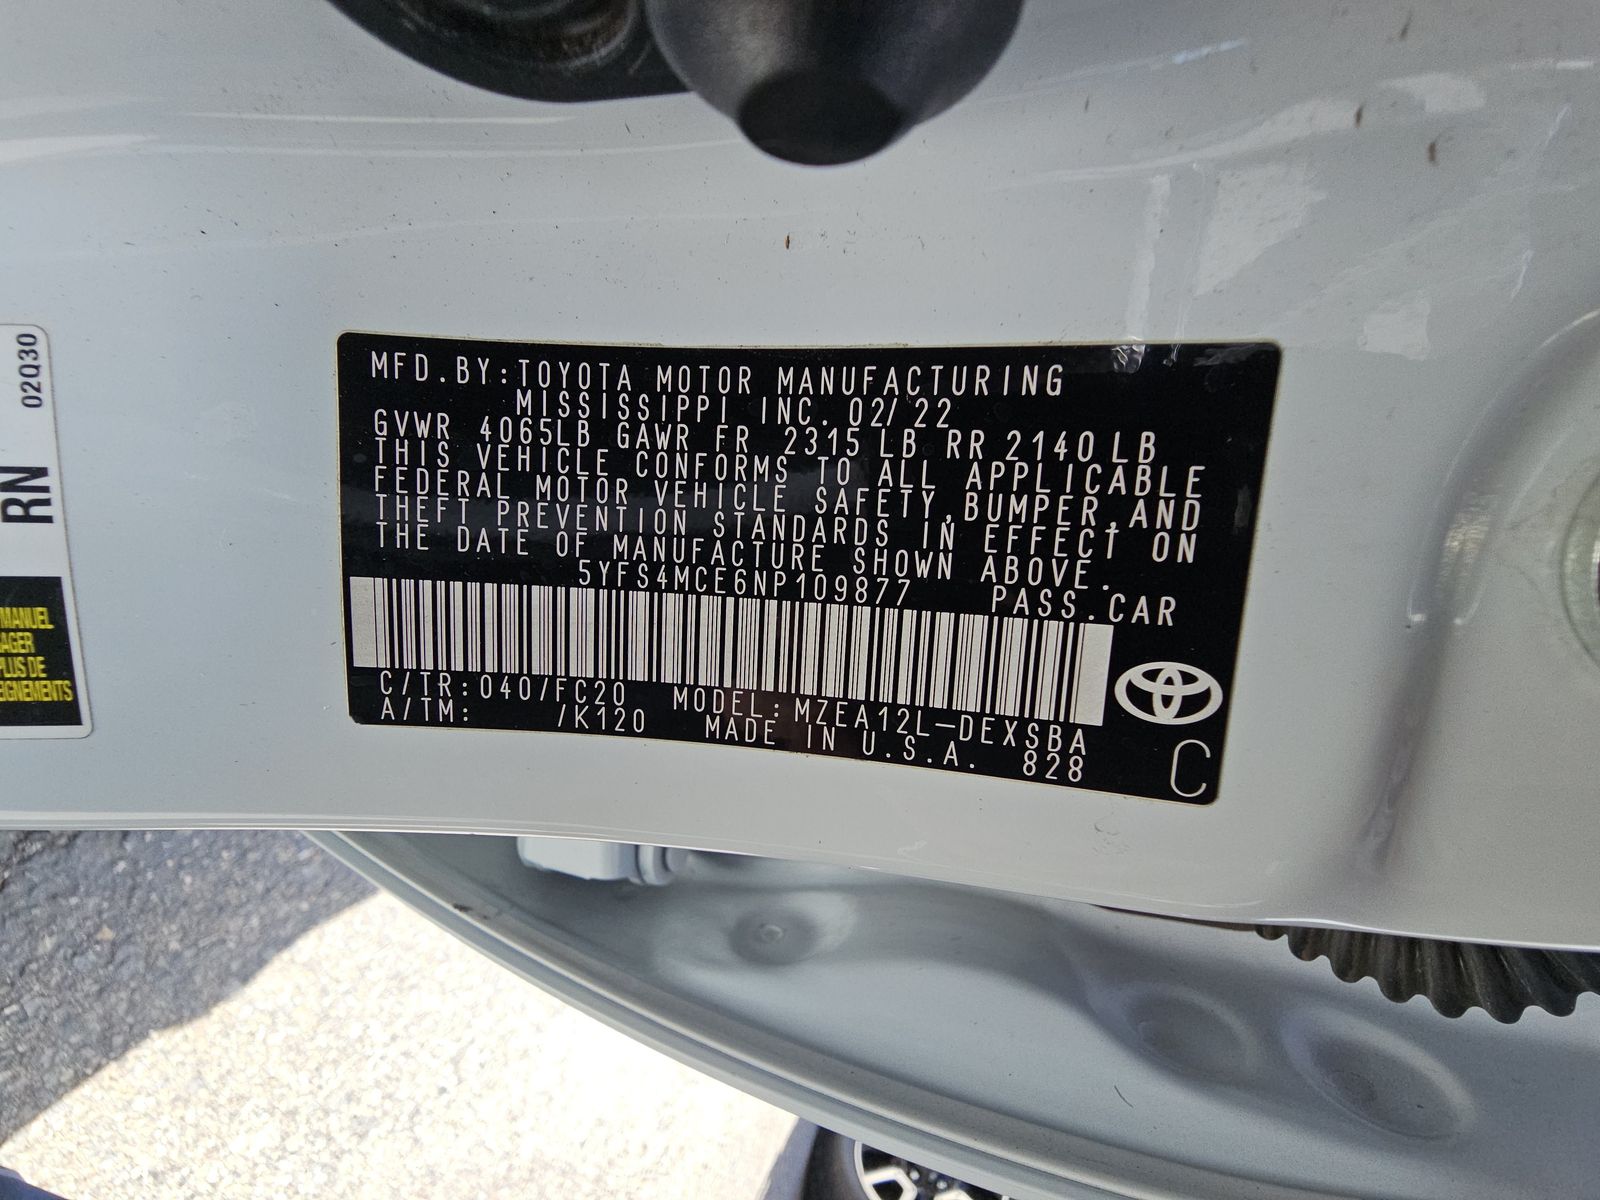 MFD.BY:TOYOTA MOTOR MANUFACTURING
MISSISSIPPI INC. 02/22
GVWR 4065LB GAWR FR 2315 LB RR 2140 LB
THIS VEHICLE CONFORMS TO ALL APPLICABLE
FEDERAL MOTOR VEHICLE SAFETY,BUMPER,AND
THEFT PREVENTION STANDARDS IN EFFECT ON
THE DATE OF MANUFACTURE SHOWN ABOVE.
5YFS4MCE6NP109877 PASS.CAR
C/TR:040/FC20 MODEL:MZEA12L-DEXSBA
A/TM: /K120 MADE IN U.S.A. 828
C
02Q30
RN
MANUEL
AGER
PLUS DE
EIGNEMENTS